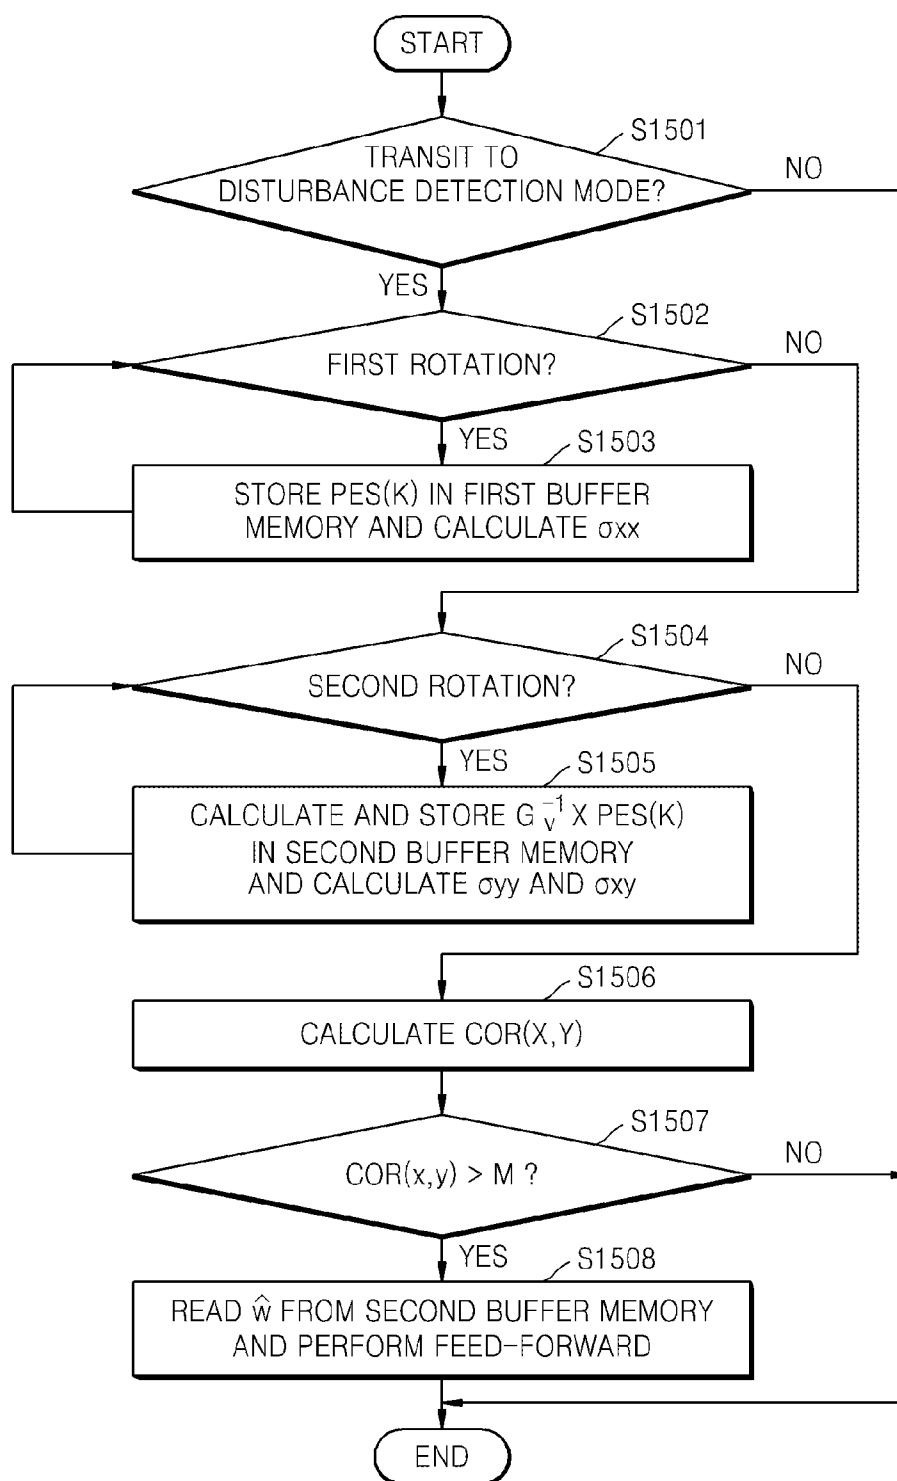 START
S1501
TRANSIT TO
DISTURBANCE DETECTION MODE?
NO
YES
S1502
FIRST ROTATION?
NO
YES
S1503
STORE PES(K) IN FIRST BUFFER
MEMORY AND CALCULATE σxx
S1504
SECOND ROTATION?
NO
YES
S1505
CALCULATE AND STORE G_v^-1 X PES(K)
IN SECOND BUFFER MEMORY
AND CALCULATE σyy AND σxy
S1506
CALCULATE COR(X,Y)
S1507
COR(x,y) > M ?
NO
YES
S1508
READ ŵ FROM SECOND BUFFER MEMORY
AND PERFORM FEED-FORWARD
END